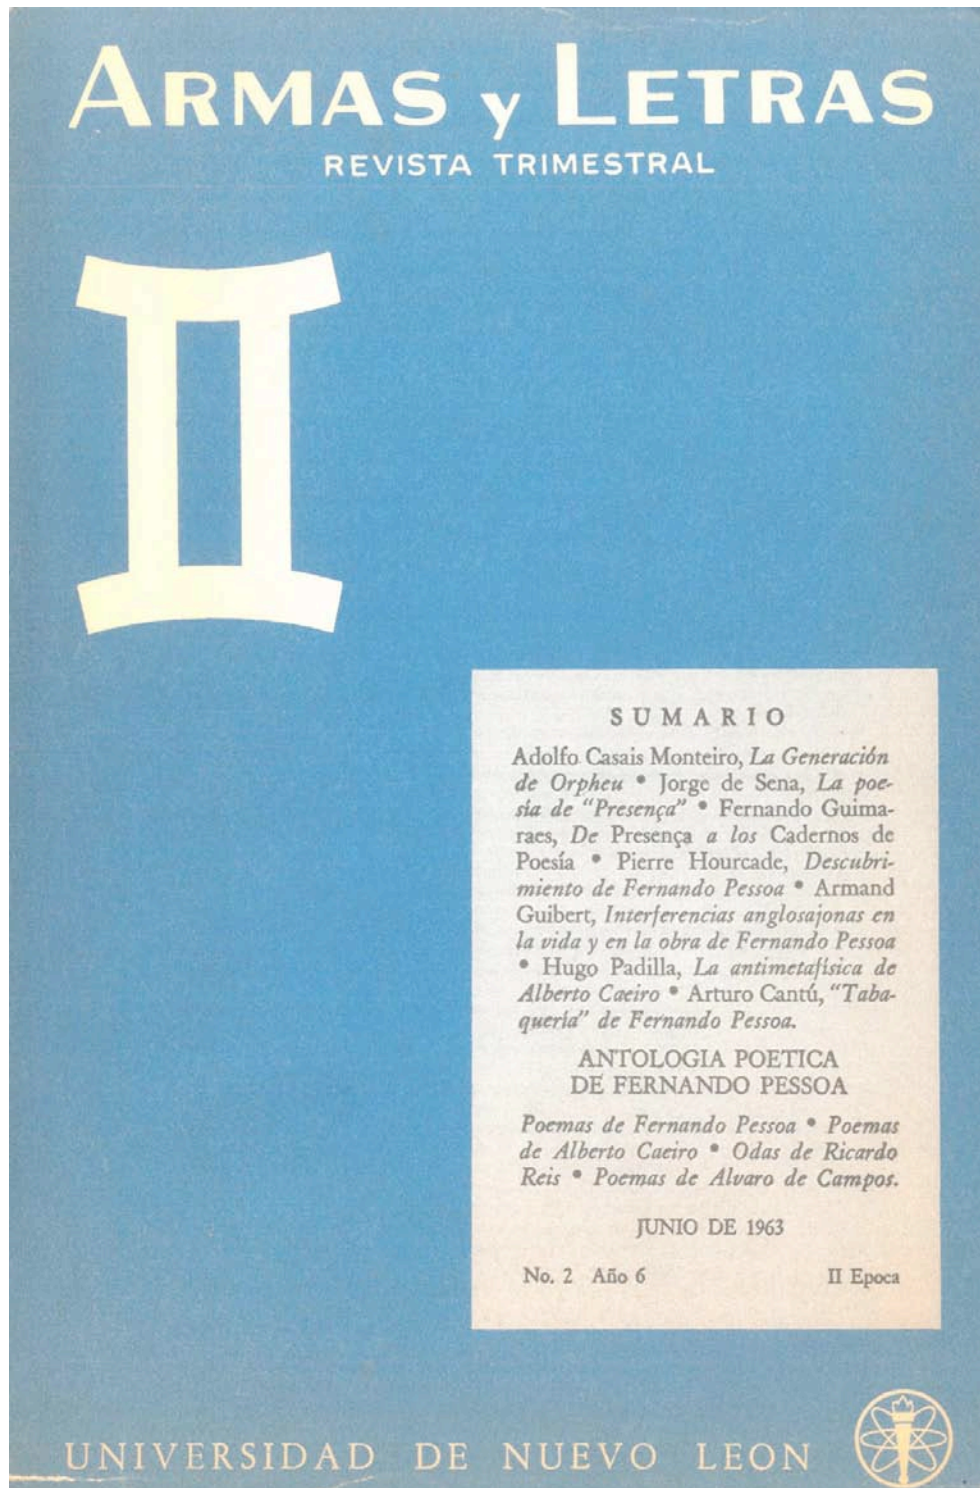 ARMAS y LETRAS
REVISTA TRIMESTRAL
II
SUMARIO
Adolfo Casais Monteiro, La Generación
de Orpheu • Jorge de Sena, La poe-
sía de "Presença" • Fernando Guima-
raes, De Presença a los Cadernos de
Poesía • Pierre Hourcade, Descubri-
miento de Fernando Pessoa • Armand
Guibert, Interferencias anglosajonas en
la vida y en la obra de Fernando Pessoa
• Hugo Padilla, La antimetafísica de
Alberto Caeiro • Arturo Cantú, "Taba-
quería" de Fernando Pessoa.
ANTOLOGIA POETICA
DE FERNANDO PESSOA
Poemas de Fernando Pessoa • Poemas
de Alberto Caeiro • Odas de Ricardo
Reis • Poemas de Alvaro de Campos.
JUNIO DE 1963
No. 2 Año 6 II Epoca
UNIVERSIDAD DE NUEVO LEON